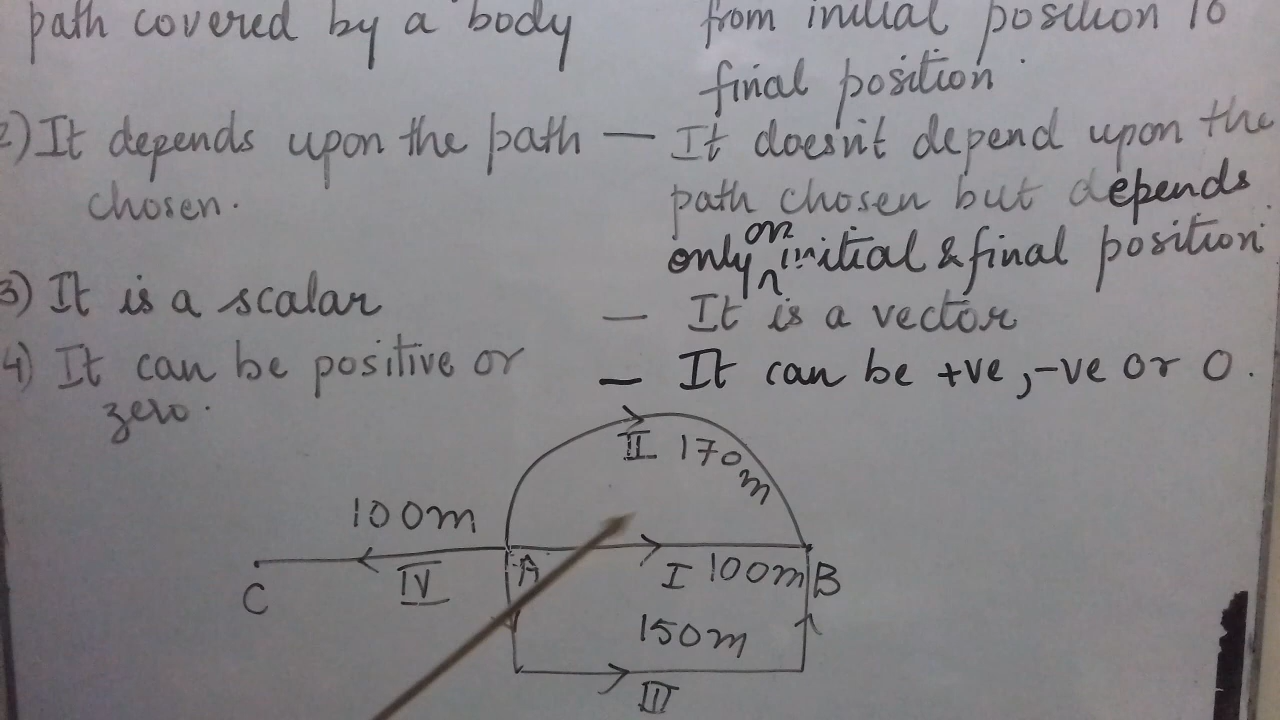 path covered by a body
from initial position to
final position.
2) It depends upon the path — It doesn't depend upon the
chosen.
path chosen but depends
only on initial & final position
3) It is a scalar — It is a vector
4) It can be positive or — It can be +ve, -ve or 0.
zero.
II 170m
100m
A
I 100m B
C
IV
150m
III